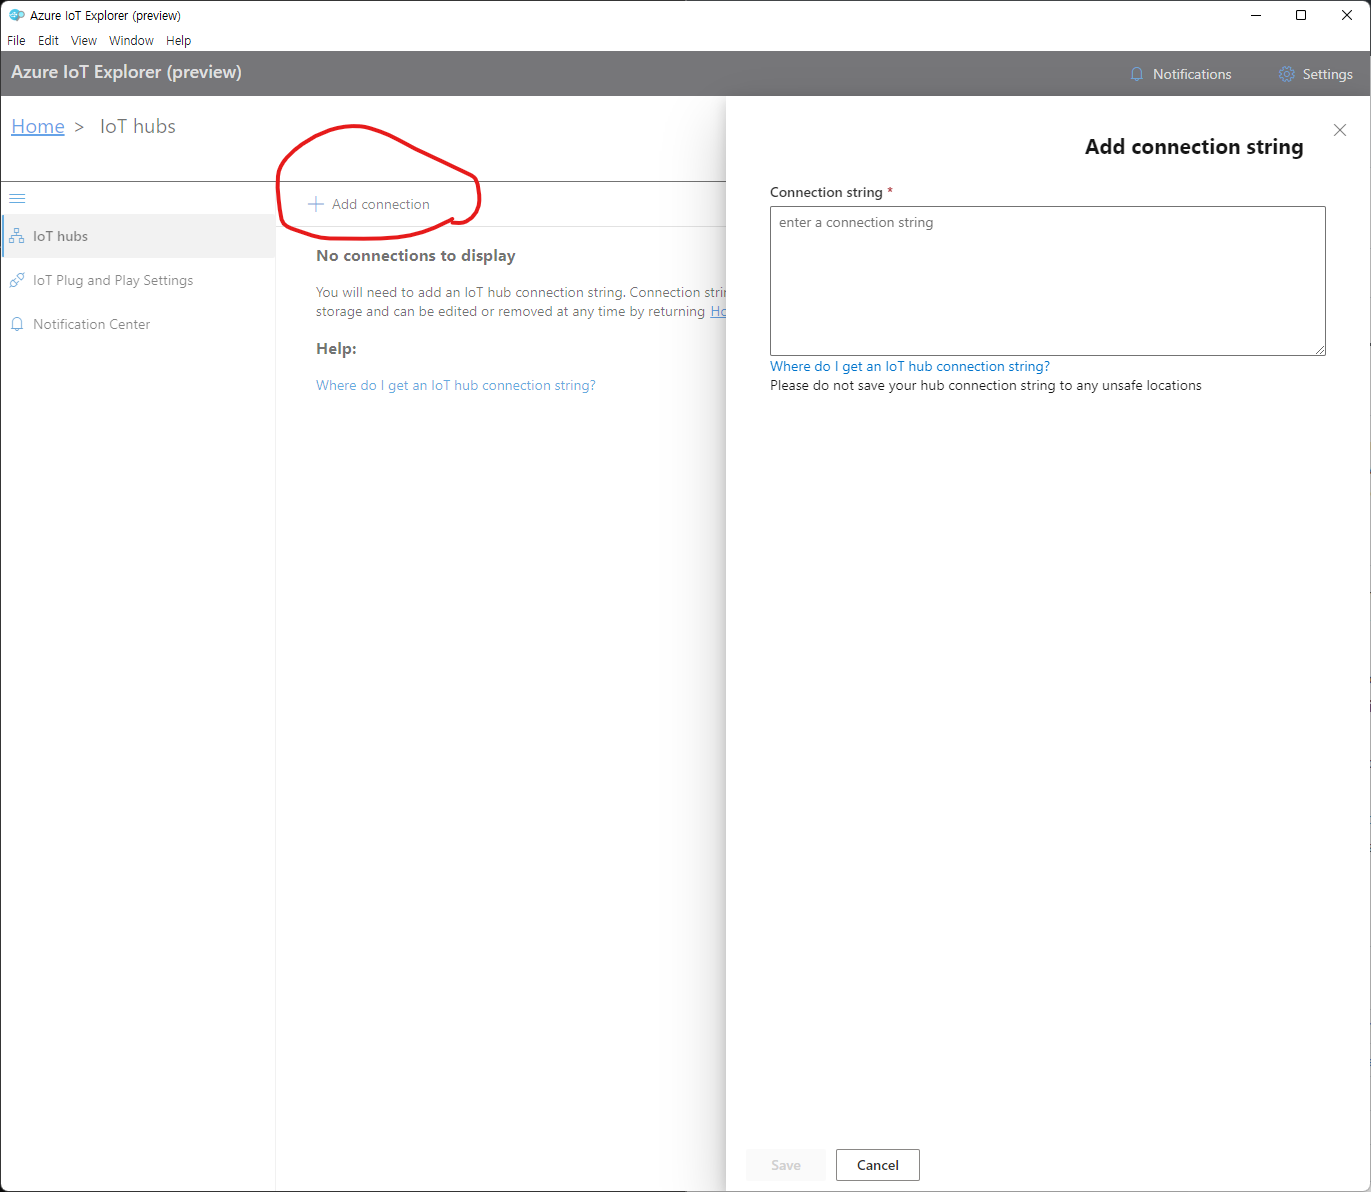 Azure IoT Explorer (preview)
File Edit View Window Help
Azure IoT Explorer (preview)
Notifications
Settings
Home > IoT hubs
Add connection
IoT hubs
IoT Plug and Play Settings
Notification Center
No connections to display
You will need to add an IoT hub connection string. Connection
storage and can be edited or removed at any time by returning
Help:
Where do I get an IoT hub connection string?
Add connection string
Connection string *
enter a connection string
Where do I get an IoT hub connection string?
Please do not save your hub connection string to any unsafe locations
Save
Cancel